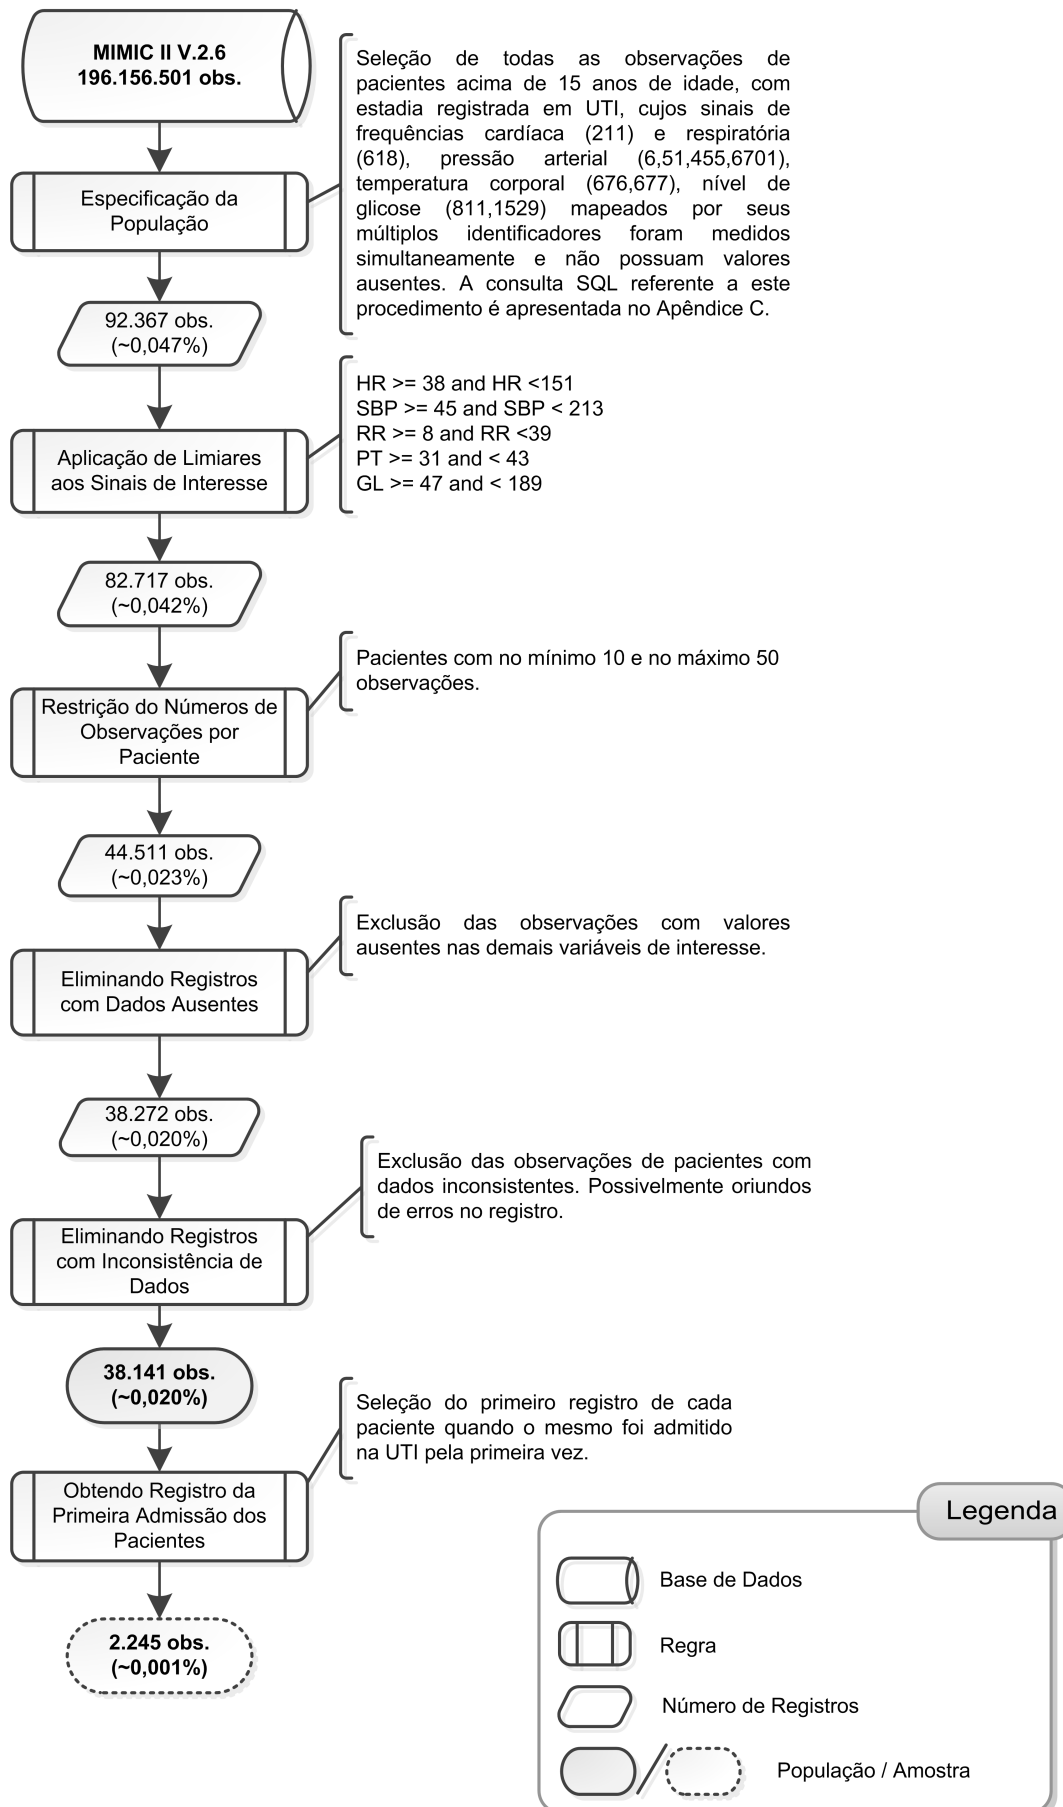 MIMIC II V.2.6
196.156.501 obs.
Seleção de todas as observações de
pacientes acima de 15 anos de idade, com
estadia registrada em UTI, cujos sinais de
frequências cardíaca (211) e respiratória
(618), pressão arterial (6,51,455,6701),
temperatura corporal (676,677), nível de
glicose (811,1529) mapeados por seus
múltiplos identificadores foram medidos
simultaneamente e não possuam valores
ausentes. A consulta SQL referente a este
procedimento é apresentada no Apêndice C.
Especificação da
População
92.367 obs.
(~0,047%)
HR >= 38 and HR <151
SBP >= 45 and SBP < 213
RR >= 8 and RR <39
PT >= 31 and < 43
GL >= 47 and < 189
Aplicação de Limiares
aos Sinais de Interesse
82.717 obs.
(~0,042%)
Pacientes com no mínimo 10 e no máximo 50
observações.
Restrição do Números de
Observações por
Paciente
44.511 obs.
(~0,023%)
Exclusão das observações com valores
ausentes nas demais variáveis de interesse.
Eliminando Registros
com Dados Ausentes
38.272 obs.
(~0,020%)
Exclusão das observações de pacientes com
dados inconsistentes. Possivelmente oriundos
de erros no registro.
Eliminando Registros
com Inconsistência de
Dados
38.141 obs.
(~0,020%)
Seleção do primeiro registro de cada
paciente quando o mesmo foi admitido
na UTI pela primeira vez.
Obtendo Registro da
Primeira Admissão dos
Pacientes
2.245 obs.
(~0,001%)
Legenda
Base de Dados
Regra
Número de Registros
População / Amostra